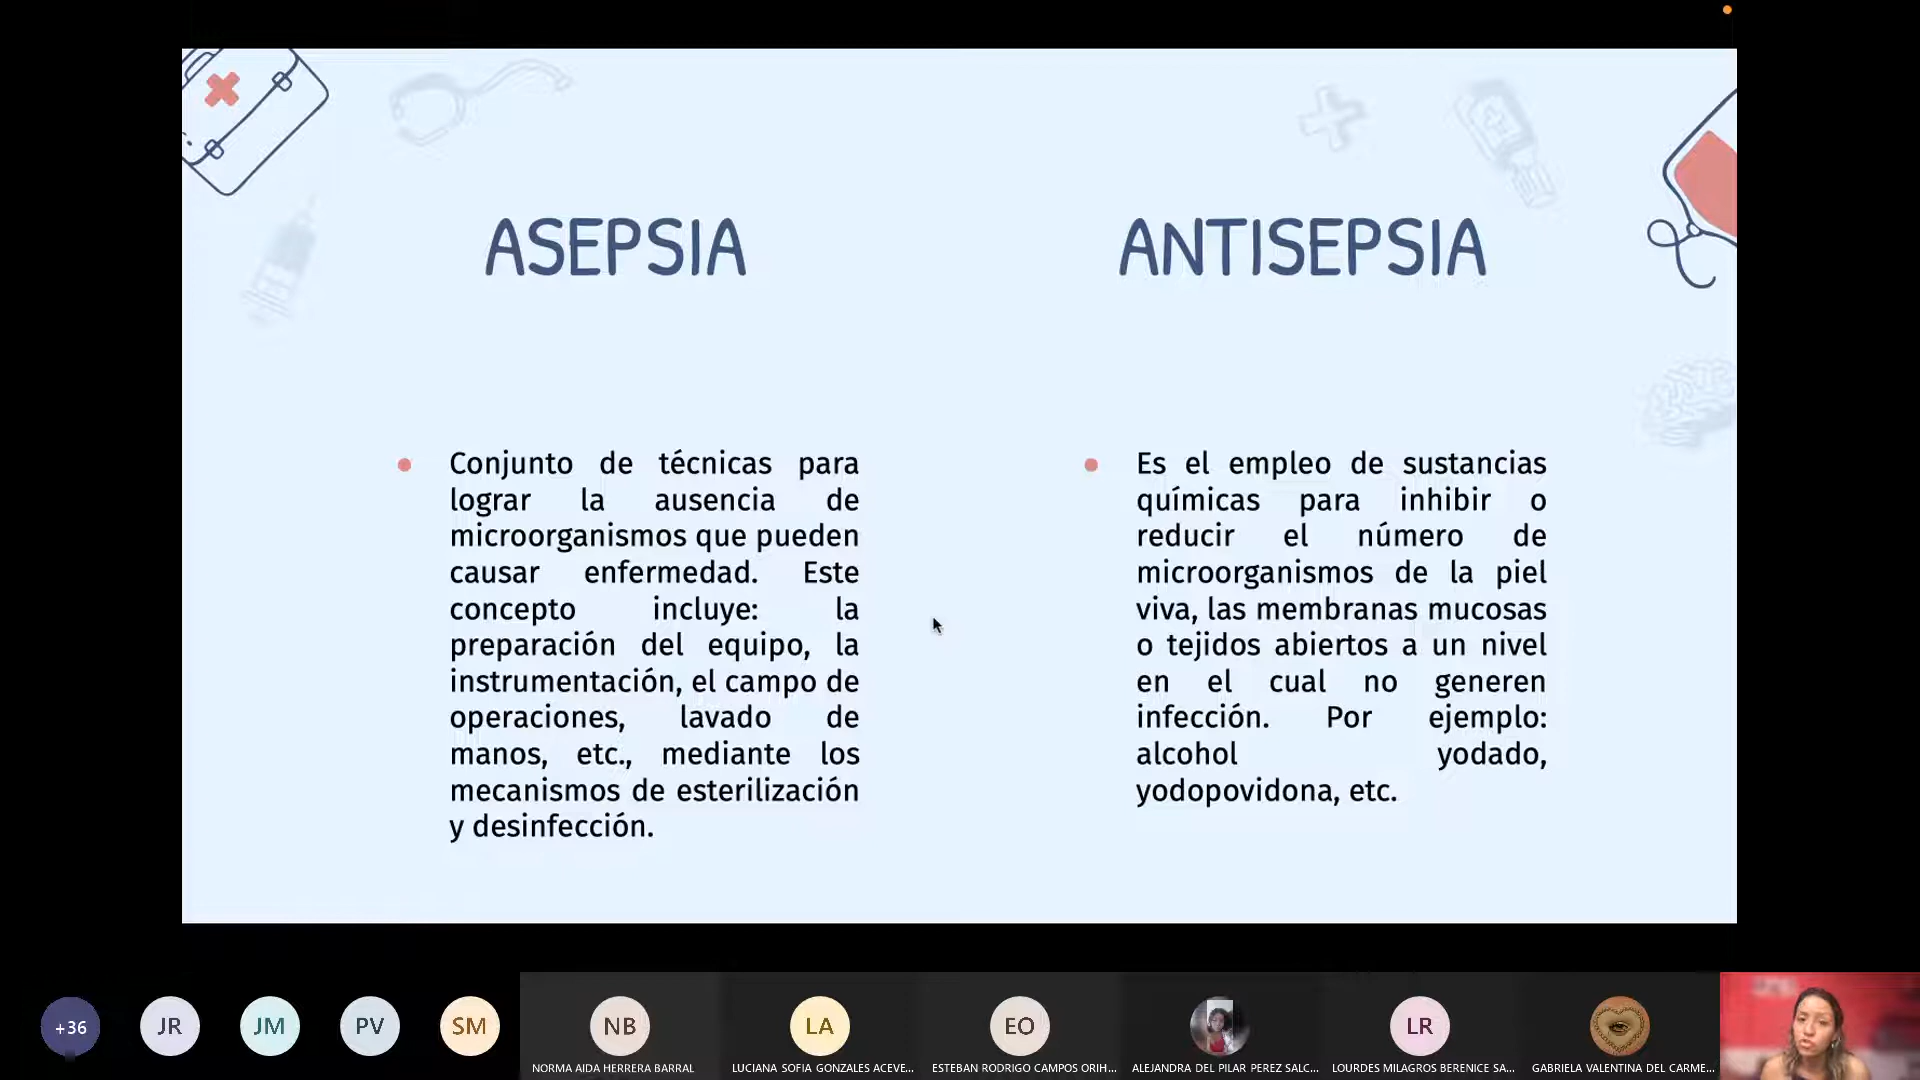 ASEPSIA
Conjunto de técnicas para
lograr la ausencia de
microorganismos que pueden
causar enfermedad. Este
concepto incluye: la
preparación del equipo, la
instrumentación, el campo de
operaciones, lavado de
manos, etc., mediante los
mecanismos de esterilización
y desinfección.
ANTISEPSIA
Es el empleo de sustancias
químicas para inhibir o
reducir el número de
microorganismos de la piel
viva, las membranas mucosas
o tejidos abiertos a un nivel
en el cual no generen
infección. Por ejemplo:
alcohol yodado,
yodopovidona, etc.
+36
JR
JM
PV
SM
NB
NORMA AIDA HERRERA BARRAL
LA
LUCIANA SOFIA GONZALES ACEVE...
EO
ESTEBAN RODRIGO CAMPOS ORIH...
ALEJANDRA DEL PILAR PEREZ SALC...
LR
LOURDES MILAGROS BERENICE SA...
GABRIELA VALENTINA DEL CARME...